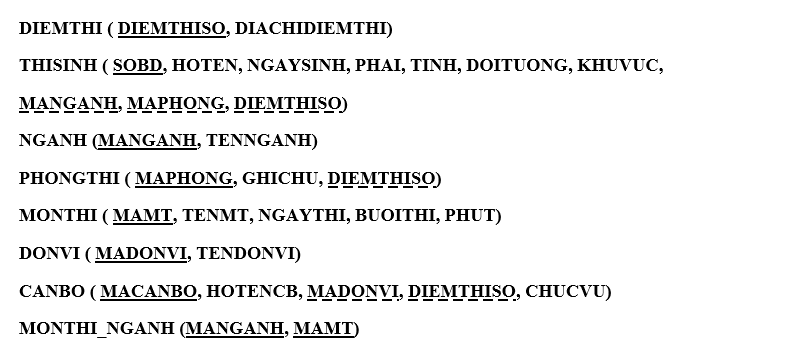 DIEMTHI ( DIEMTHISO, DIACHIDIEMTHI)
THISINH ( SOBD, HOTEN, NGAYSINH, PHAI, TINH, DOITUONG, KHUVUC,
MANGANH, MAPHONG, DIEMTHISO)
NGANH (MANGANH, TENNGANH)
PHONGTHI ( MAPHONG, GHICHU, DIEMTHISO)
MONTHI ( MAMT, TENMT, NGAYTHI, BUOITHI, PHUT)
DONVI ( MADONVI, TENDONVI)
CANBO ( MACANBO, HOTENCB, MADONVI, DIEMTHISO, CHUCVU)
MONTHI_NGANH (MANGANH, MAMT)